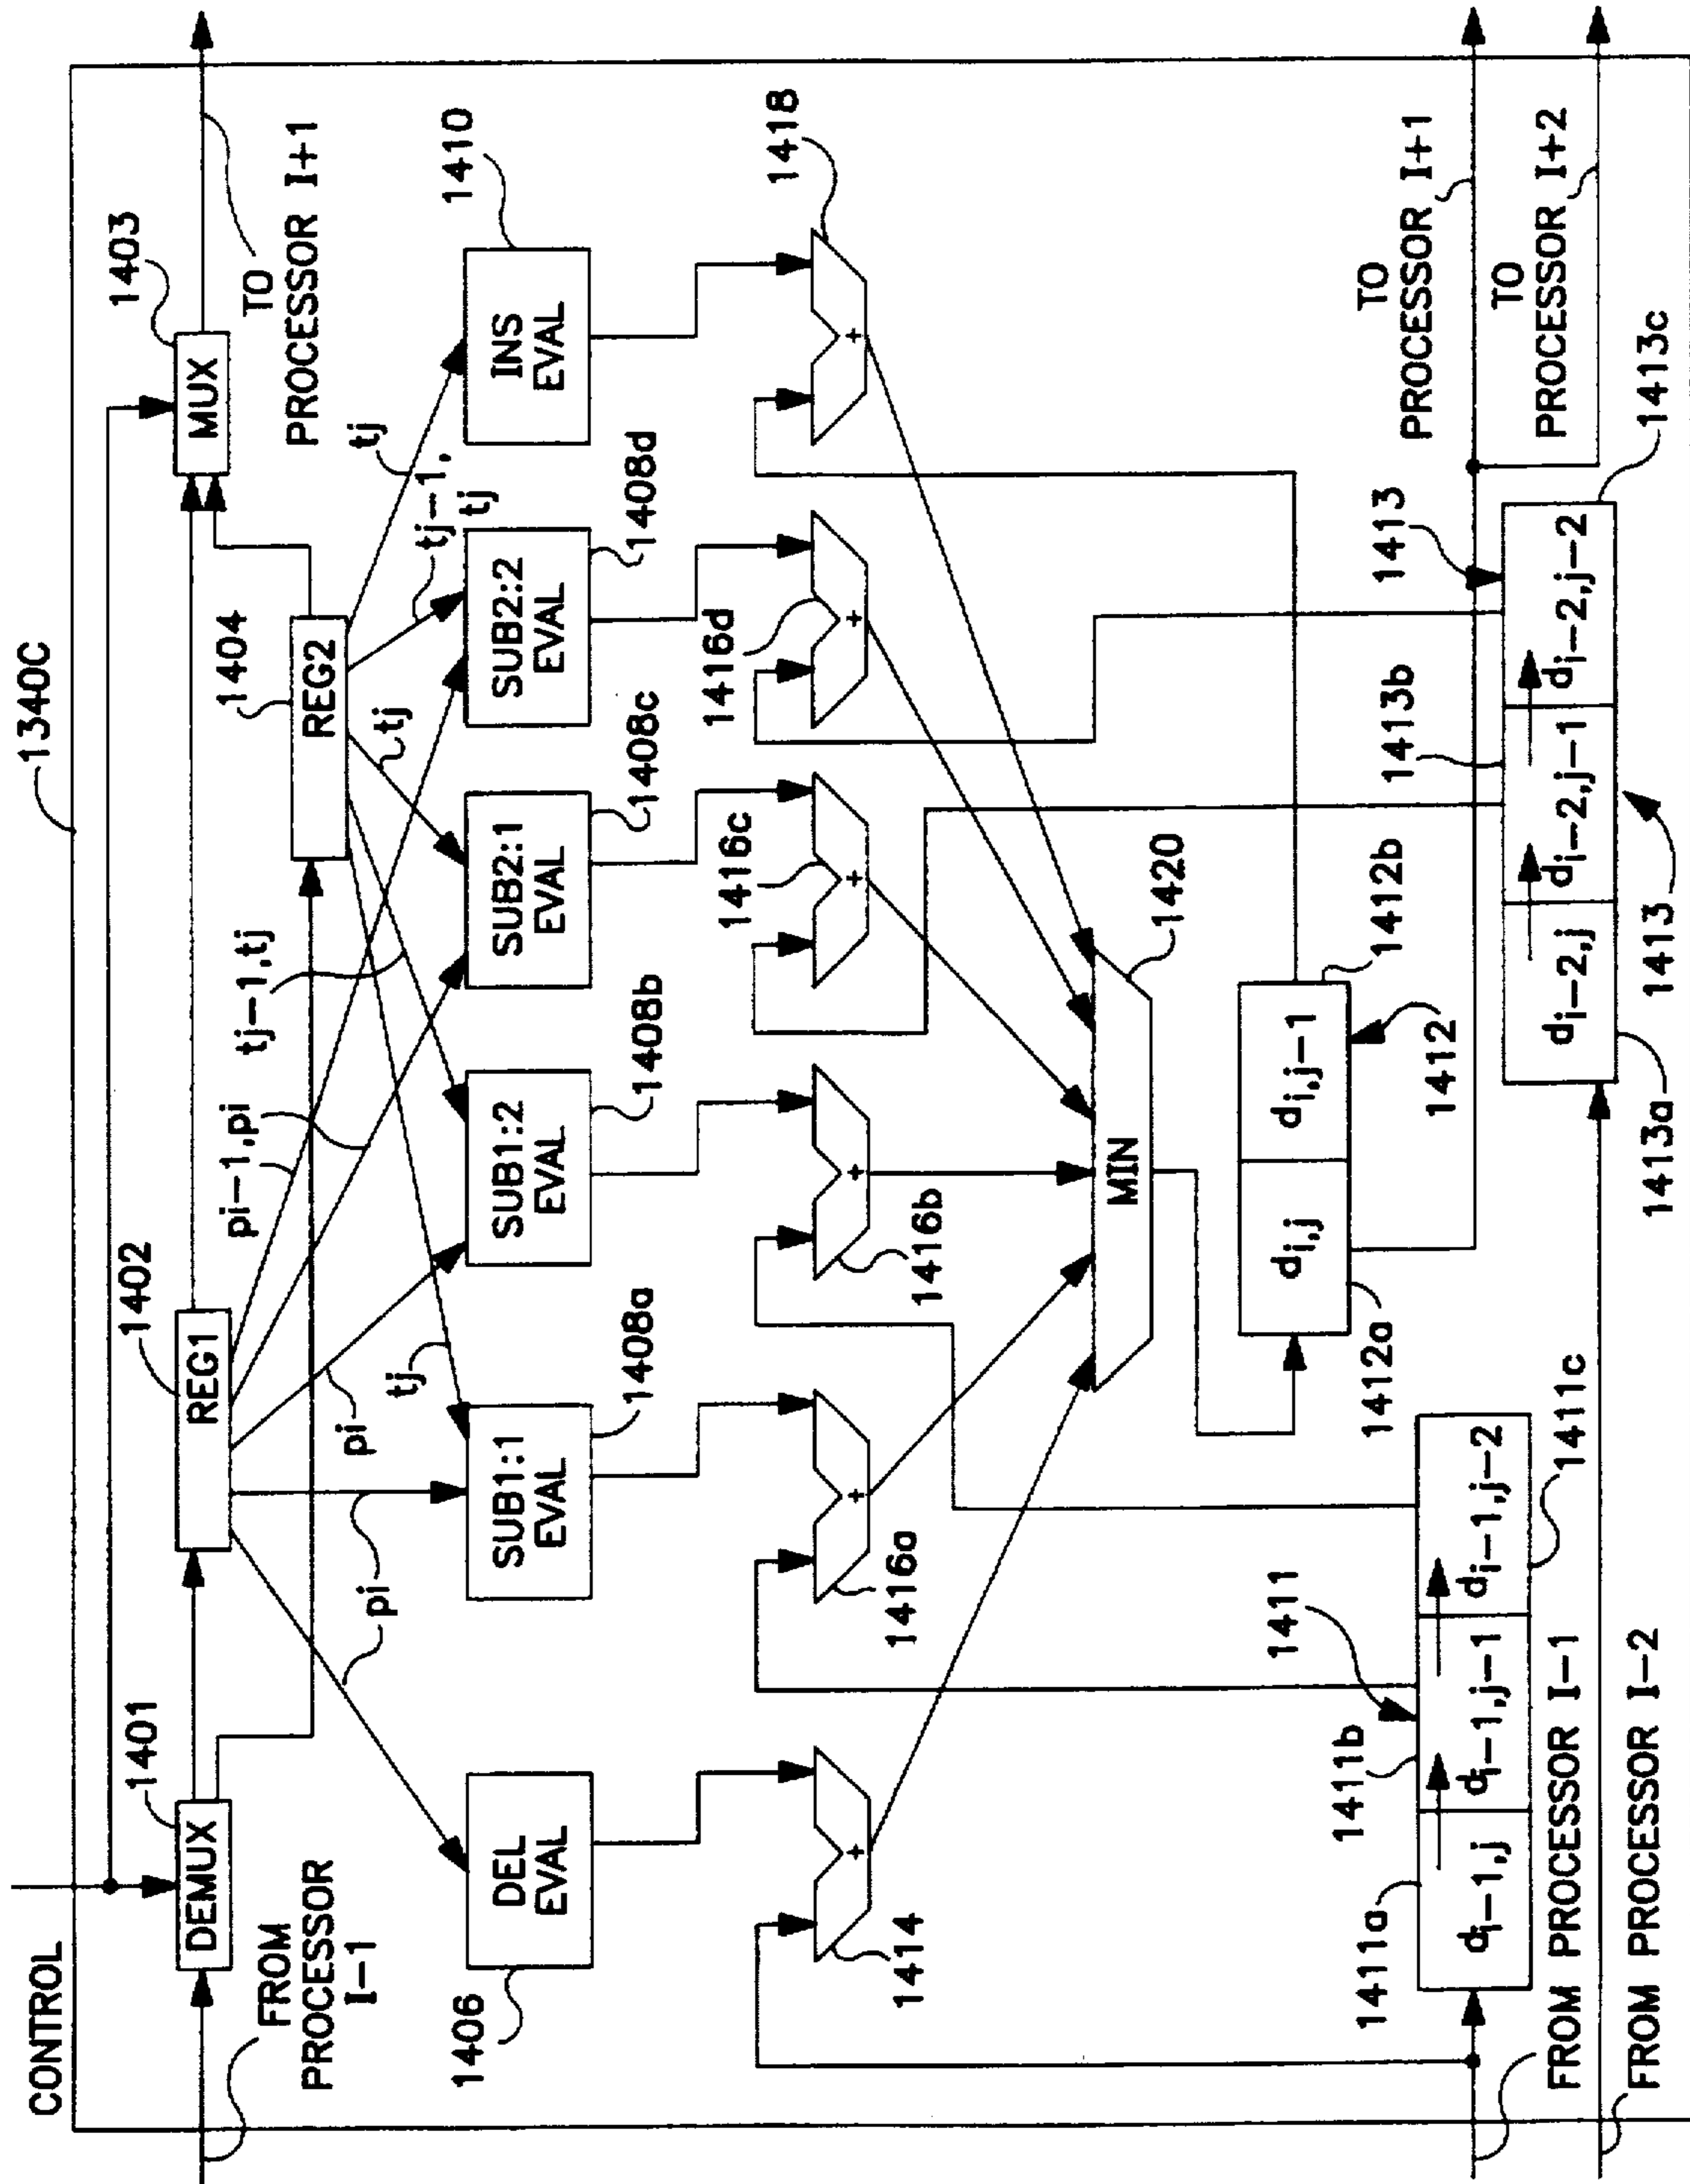 CONTROL
1340C
1401
DEMUX
FROM
PROCESSOR
I-1
1402
REG1
1403
MUX
TO
PROCESSOR I+1
1404
REG2
pi
pi
pi
pi-1,pi
tj
tj-1,tj
tj
tj-1,
tj
tj
1406
DEL
EVAL
SUB1:1
EVAL
1408a
SUB1:2
EVAL
1408b
SUB2:1
EVAL
1408c
SUB2:2
EVAL
1408d
INS
EVAL
1410
1414
+
1416a
+
1416b
+
1416c
+
1416d
+
1418
+
MIN
1420
di,j
di,j-1
1412a
1412
1412b
1411a
1411b
1411
1411c
di-1,j
di-1,j-1
di-1,j-2
FROM PROCESSOR I-1
FROM PROCESSOR I-2
1413a
1413
1413b
1413
1413c
di-2,j
di-2,j-1
di-2,j-2
TO
PROCESSOR I+1
TO
PROCESSOR I+2